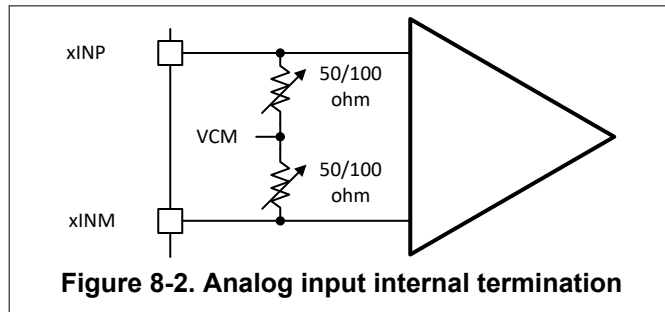 xINP
50/100
ohm
VCM
50/100
ohm
xINM
Figure 8-2. Analog input internal termination